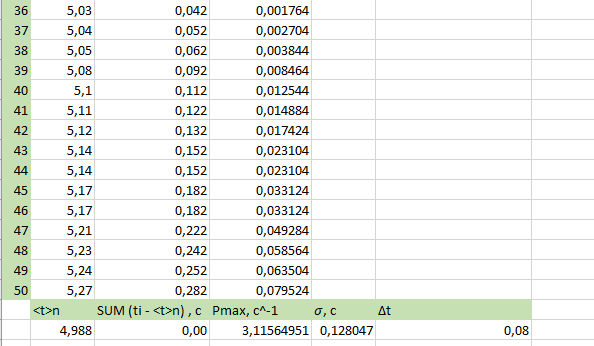 36 5,03 0,042 0,001764
37 5,04 0,052 0,002704
38 5,05 0,062 0,003844
39 5,08 0,092 0,008464
40 5,1 0,112 0,012544
41 5,11 0,122 0,014884
42 5,12 0,132 0,017424
43 5,14 0,152 0,023104
44 5,14 0,152 0,023104
45 5,17 0,182 0,033124
46 5,17 0,182 0,033124
47 5,21 0,222 0,049284
48 5,23 0,242 0,058564
49 5,24 0,252 0,063504
50 5,27 0,282 0,079524
<t>n SUM (ti - <t>n) , c Pmax, c^-1 σ, c Δt
4,988 0,00 3,11564951 0,128047 0,08